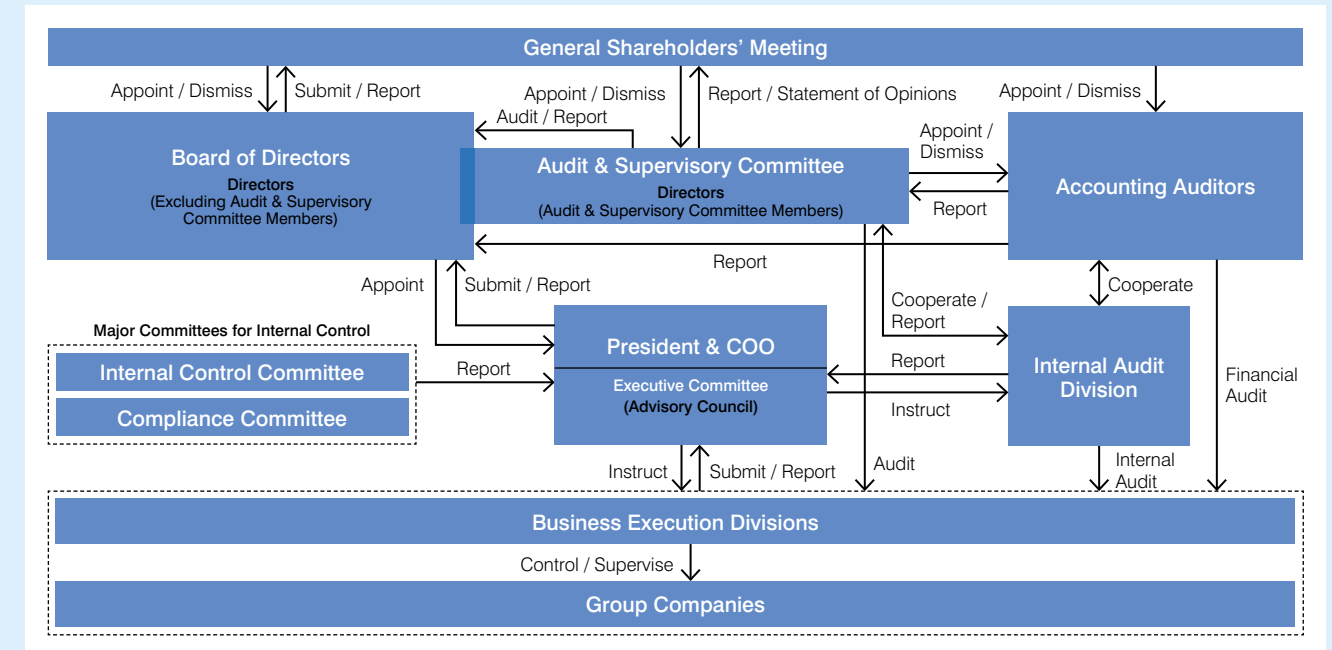 General Shareholders’ Meeting
Appoint / Dismiss
Submit / Report
Appoint / Dismiss
Report / Statement of Opinions
Appoint / Dismiss
Audit / Report
Board of Directors
Directors
(Excluding Audit & Supervisory
Committee Members)
Audit & Supervisory Committee
Directors
(Audit & Supervisory Committee Members)
Appoint /
Dismiss
Report
Accounting Auditors
Report
Appoint
Submit / Report
Cooperate /
Report
Cooperate
Major Committees for Internal Control
Internal Control Committee
Compliance Committee
Report
President & COO
Executive Committee
(Advisory Council)
Report
Instruct
Internal Audit
Division
Financial
Audit
Instruct
Submit / Report
Audit
Internal
Audit
Business Execution Divisions
Control / Supervise
Group Companies